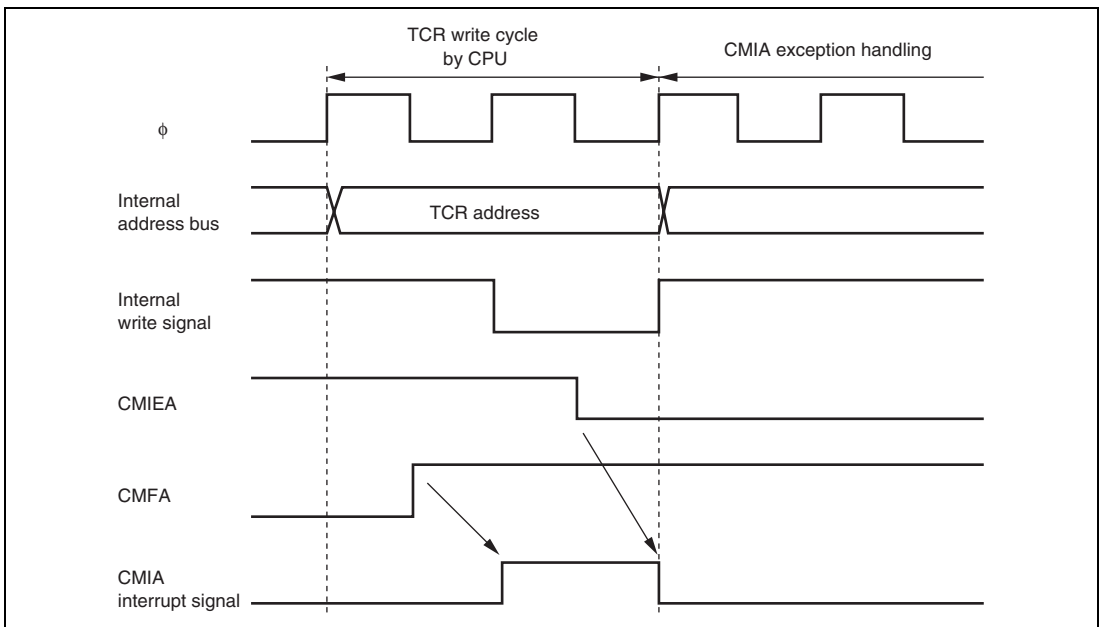 TCR write cycle
by CPU
CMIA exception handling
ϕ
Internal
address bus
TCR address
Internal
write signal
CMIEA
CMFA
CMIA
interrupt signal